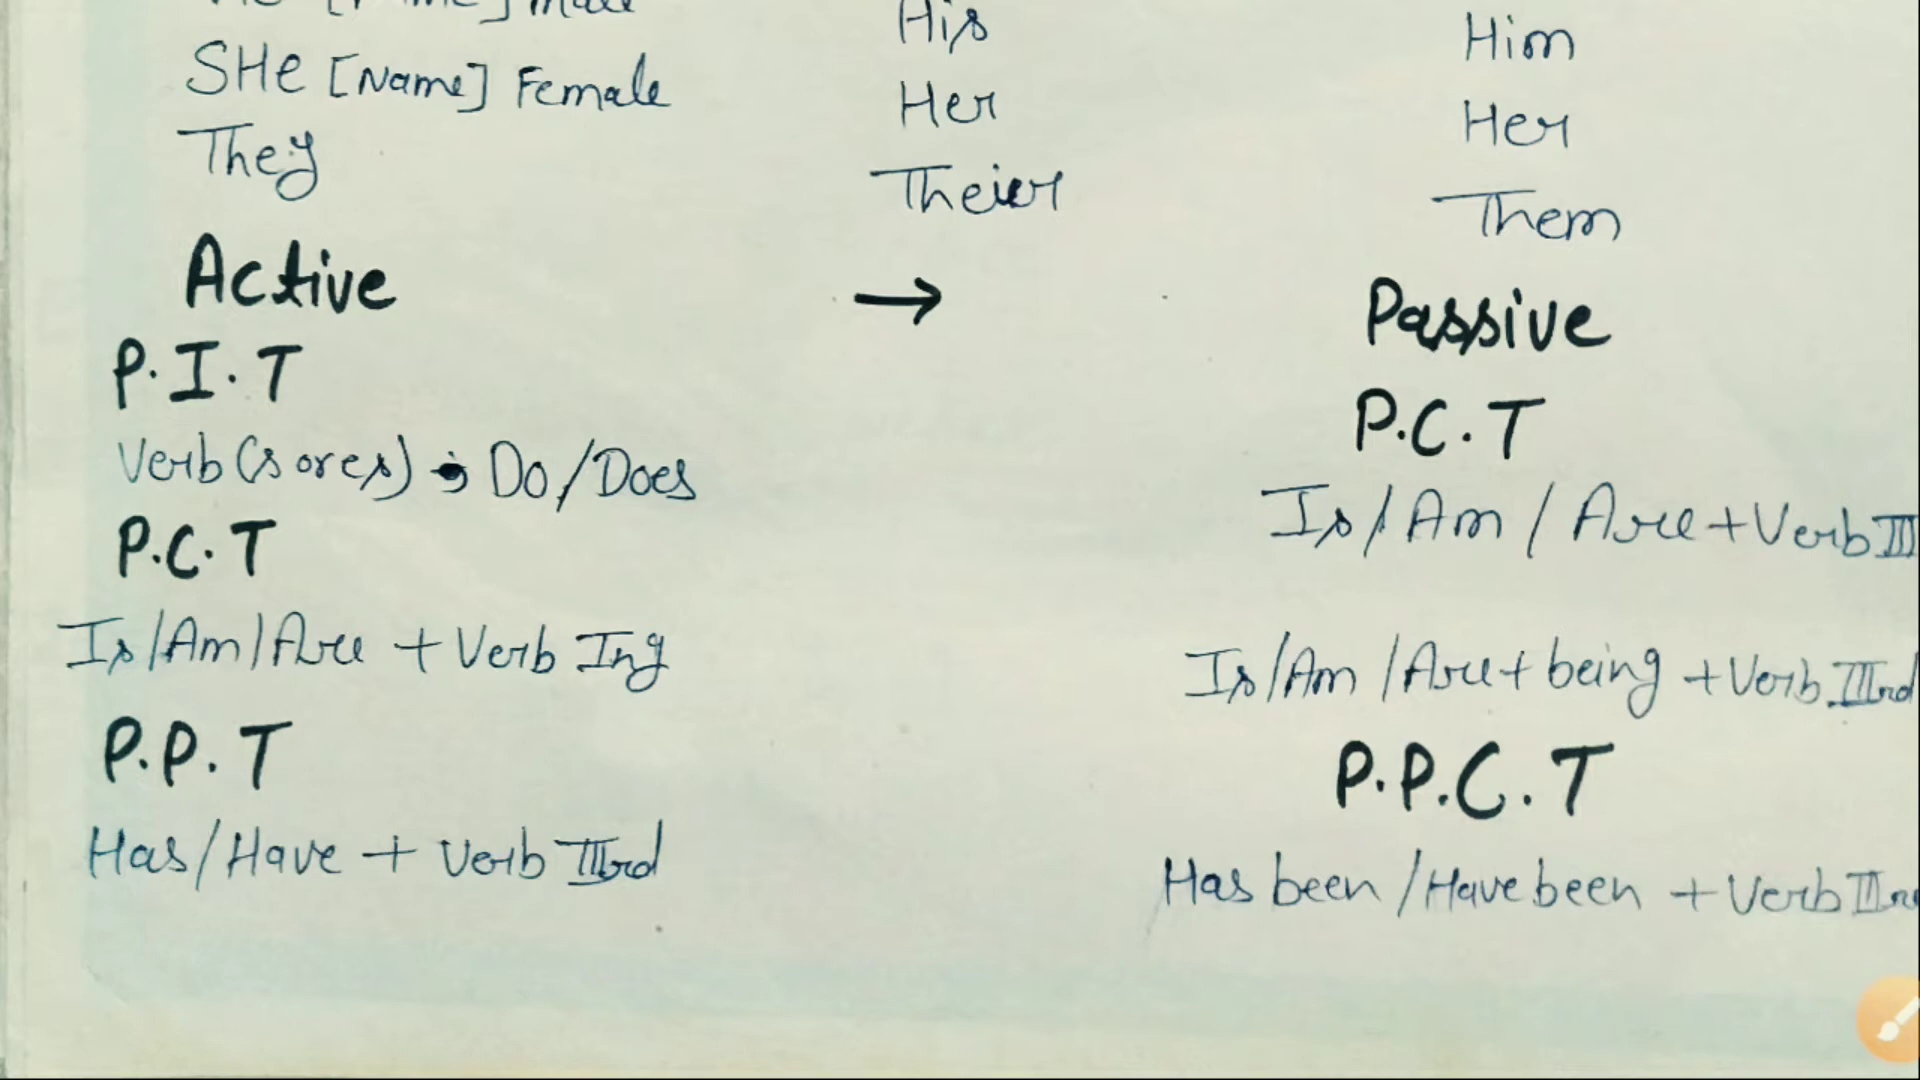 His Him
SHe [Name] Female Her Her
They Theier Them
Active → Passive
P.I.T P.C.T
Verb (s or es) ; Do/Does Is/Am/Are + Verb III
P.C.T
Is/Am/Are + Verb Ing Is/Am/Are + being + Verb IIIrd
P.P.T P.P.C.T
Has/Have + Verb IIIrd Has been/Have been + Verb III